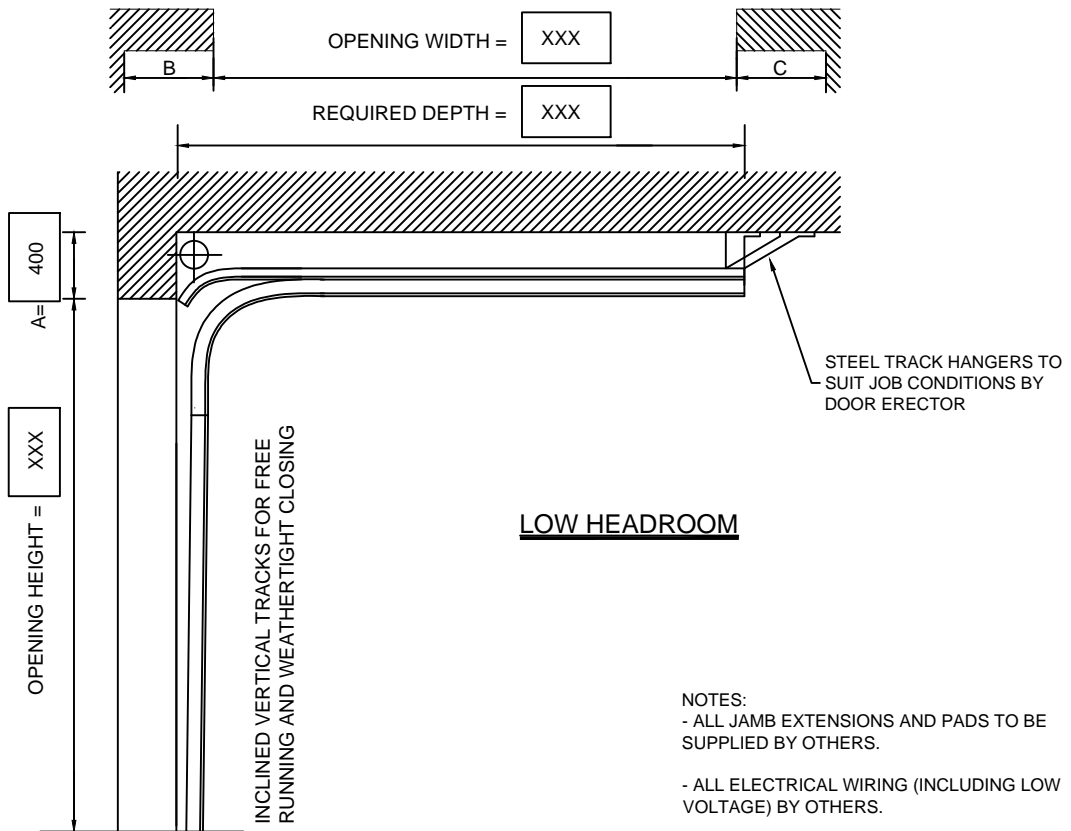 OPENING WIDTH = XXX
B
C
REQUIRED DEPTH = XXX
A= 400
OPENING HEIGHT = XXX
STEEL TRACK HANGERS TO
SUIT JOB CONDITIONS BY
DOOR ERECTOR
INCLINED VERTICAL TRACKS FOR FREE
RUNNING AND WEATHERTIGHT CLOSING
LOW HEADROOM
NOTES:
- ALL JAMB EXTENSIONS AND PADS TO BE
SUPPLIED BY OTHERS.
- ALL ELECTRICAL WIRING (INCLUDING LOW
VOLTAGE) BY OTHERS.